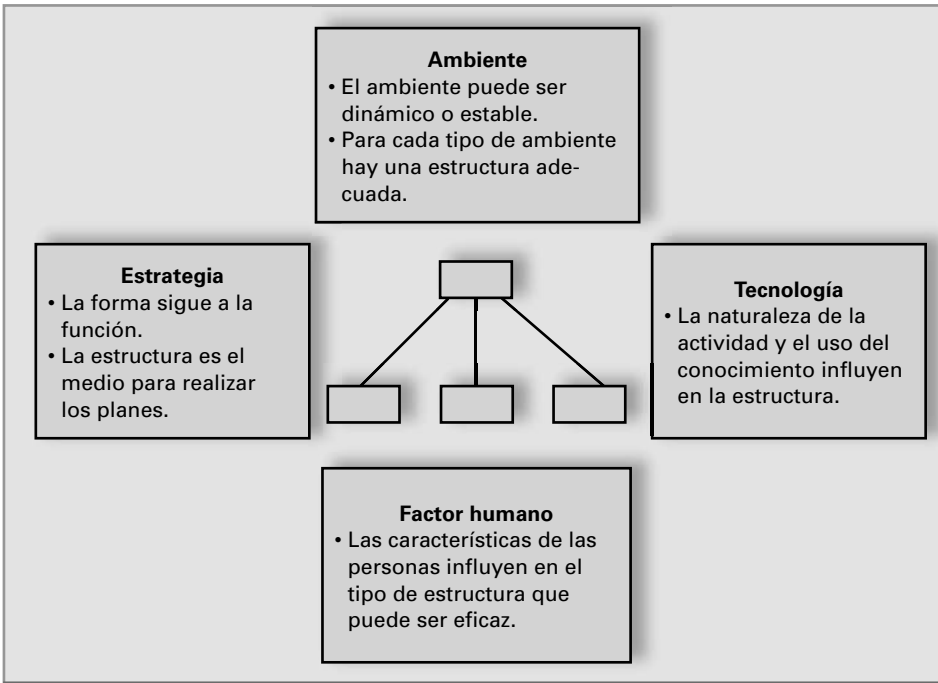 Ambiente
• El ambiente puede ser
dinámico o estable.
• Para cada tipo de ambiente
hay una estructura ade-
cuada.
Estrategia
• La forma sigue a la
función.
• La estructura es el
medio para realizar
los planes.
Tecnología
• La naturaleza de la
actividad y el uso del
conocimiento influyen
en la estructura.
Factor humano
• Las características de las
personas influyen en el
tipo de estructura que
puede ser eficaz.